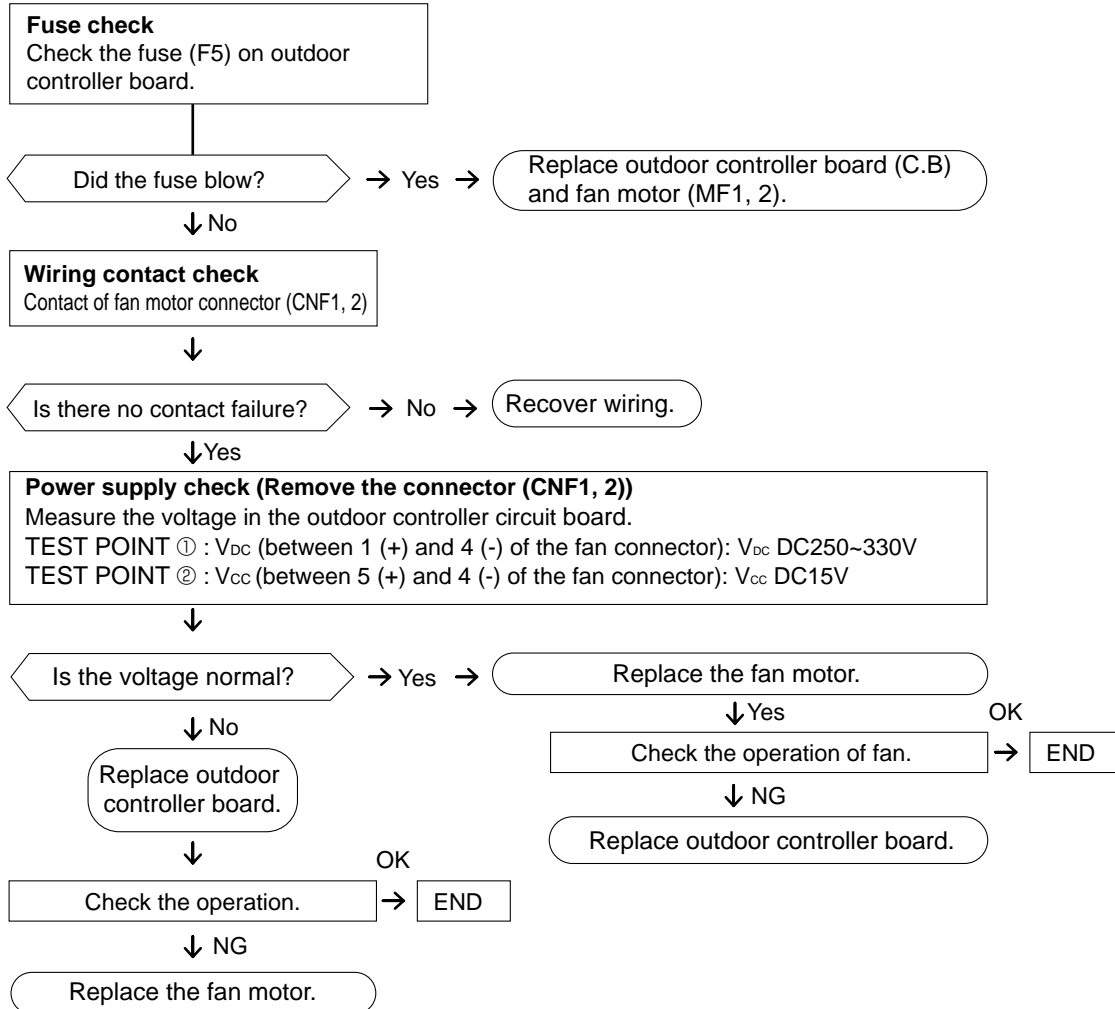 Fuse check
Check the fuse (F5) on outdoor
controller board.
Did the fuse blow?
→ Yes →
Replace outdoor controller board (C.B)
and fan motor (MF1, 2).
↓ No
Wiring contact check
Contact of fan motor connector (CNF1, 2)
↓
Is there no contact failure?
→ No →
Recover wiring.
↓Yes
Power supply check (Remove the connector (CNF1, 2))
Measure the voltage in the outdoor controller circuit board.
TEST POINT ① : VDC (between 1 (+) and 4 (-) of the fan connector): VDC DC250~330V
TEST POINT ② : VCC (between 5 (+) and 4 (-) of the fan connector): VCC DC15V
↓
Is the voltage normal?
→ Yes →
Replace the fan motor.
↓Yes
OK
Check the operation of fan.
→
END
↓ NG
Replace outdoor controller board.
↓ No
Replace outdoor
controller board.
↓
OK
Check the operation.
→
END
↓ NG
Replace the fan motor.